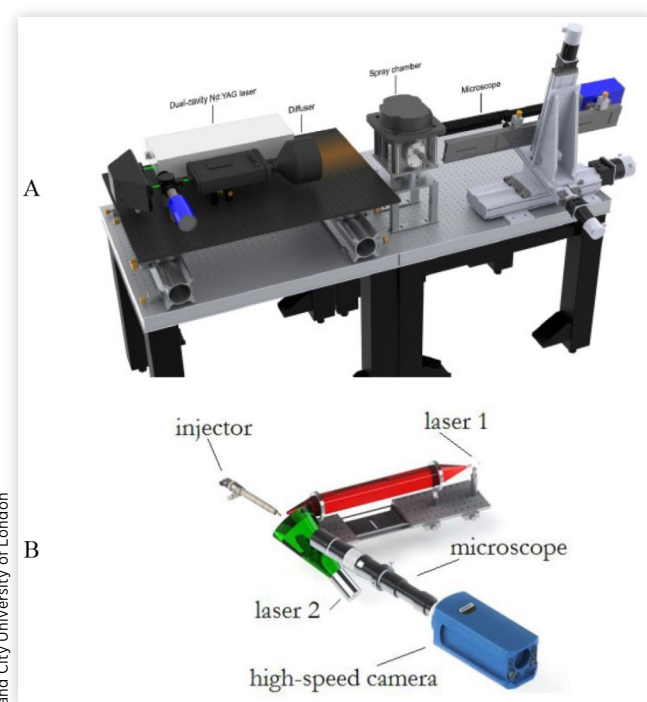 A
Dual-cavity Nd:YAG laser
Diffuser
Spray chamber
Microscope
B
injector
laser 1
microscope
laser 2
high-speed camera
and City University of London